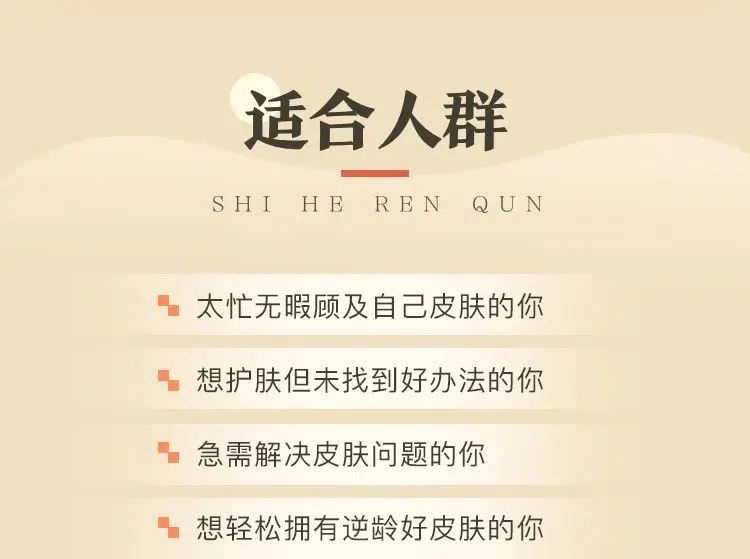 适合人群
SHI HE REN QUN
太忙无暇顾及自己皮肤的你
想护肤但未找到好办法的你
急需解决皮肤问题的你
想轻松拥有逆龄好皮肤的你